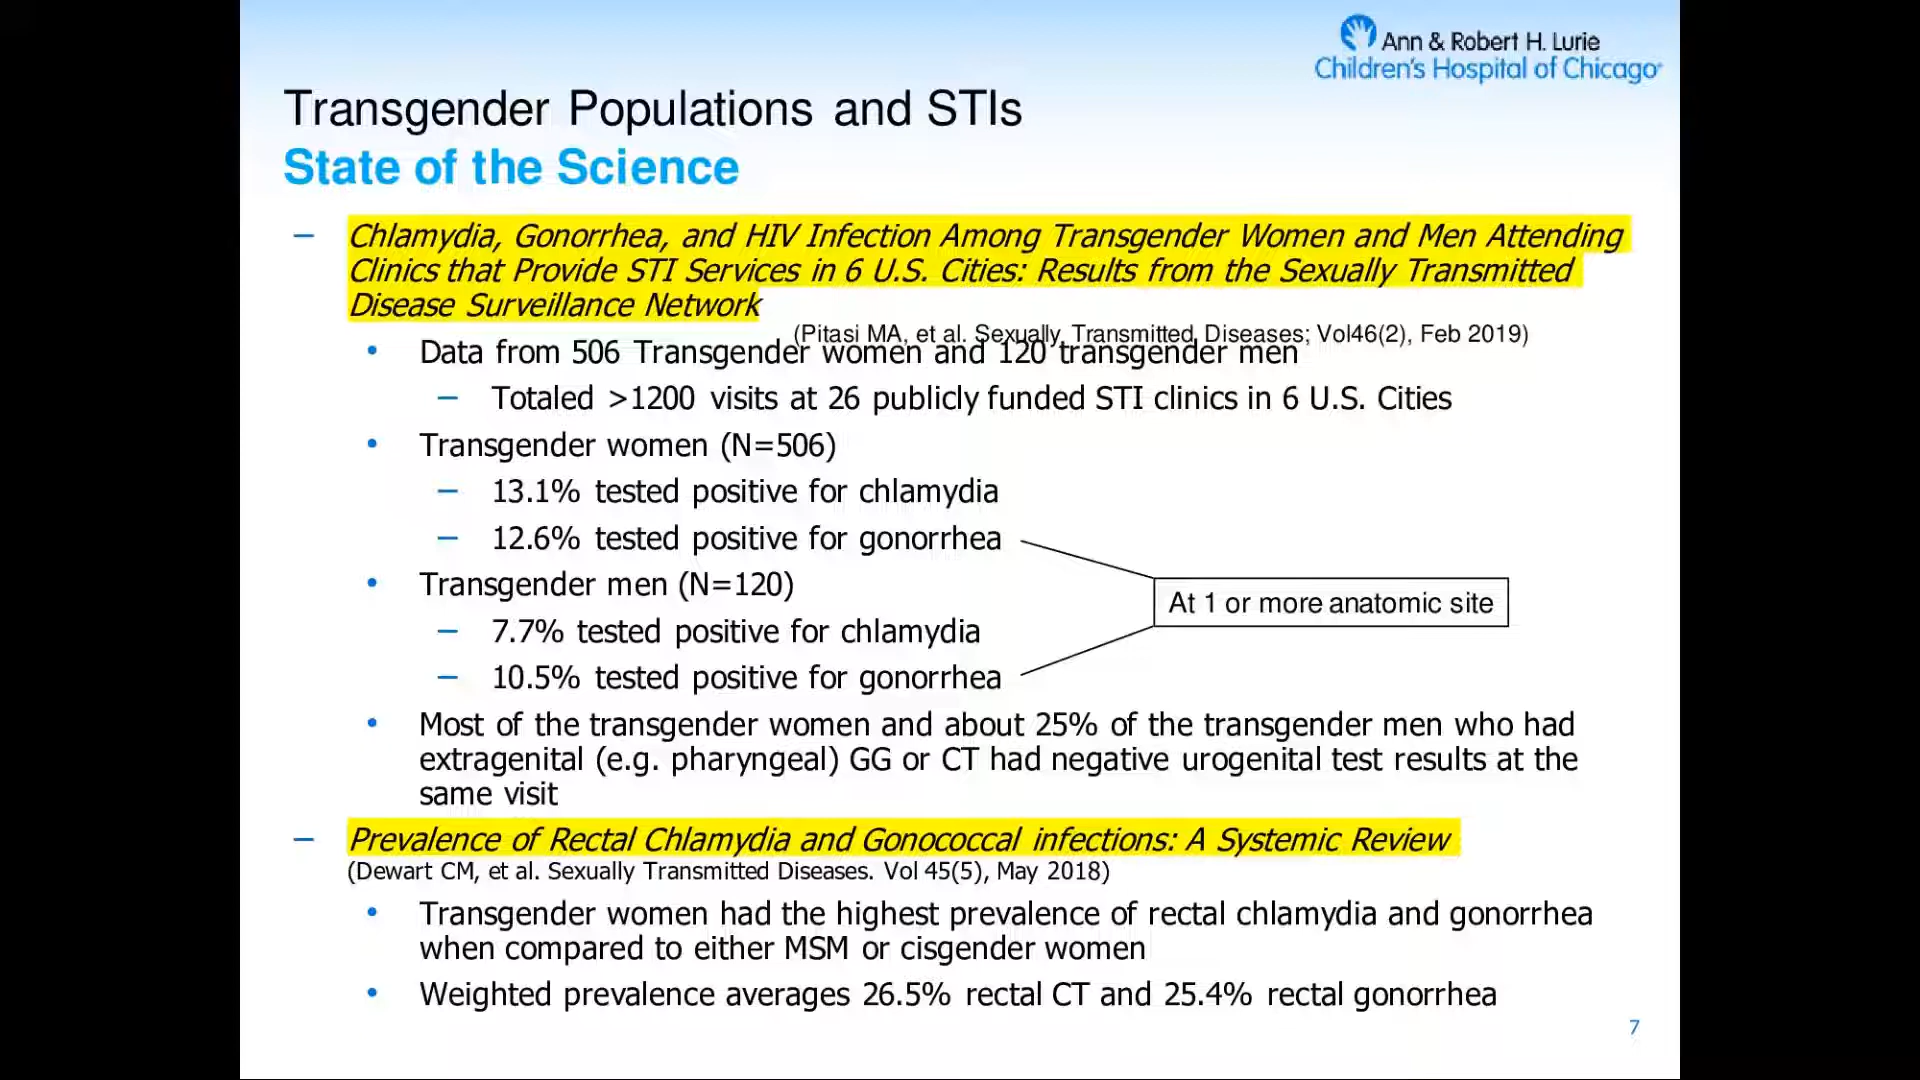 Ann & Robert H. Lurie
Children's Hospital of Chicago
Transgender Populations and STIs
State of the Science
– Chlamydia, Gonorrhea, and HIV Infection Among Transgender Women and Men Attending
Clinics that Provide STI Services in 6 U.S. Cities: Results from the Sexually Transmitted
Disease Surveillance Network
(Pitasi MA, et al. Sexually Transmitted Diseases; Vol46(2), Feb 2019)
• Data from 506 Transgender women and 120 transgender men
– Totaled >1200 visits at 26 publicly funded STI clinics in 6 U.S. Cities
• Transgender women (N=506)
– 13.1% tested positive for chlamydia
– 12.6% tested positive for gonorrhea
• Transgender men (N=120)
At 1 or more anatomic site
– 7.7% tested positive for chlamydia
– 10.5% tested positive for gonorrhea
• Most of the transgender women and about 25% of the transgender men who had
extragenital (e.g. pharyngeal) GG or CT had negative urogenital test results at the
same visit
– Prevalence of Rectal Chlamydia and Gonococcal infections: A Systemic Review
(Dewart CM, et al. Sexually Transmitted Diseases. Vol 45(5), May 2018)
• Transgender women had the highest prevalence of rectal chlamydia and gonorrhea
when compared to either MSM or cisgender women
• Weighted prevalence averages 26.5% rectal CT and 25.4% rectal gonorrhea
7